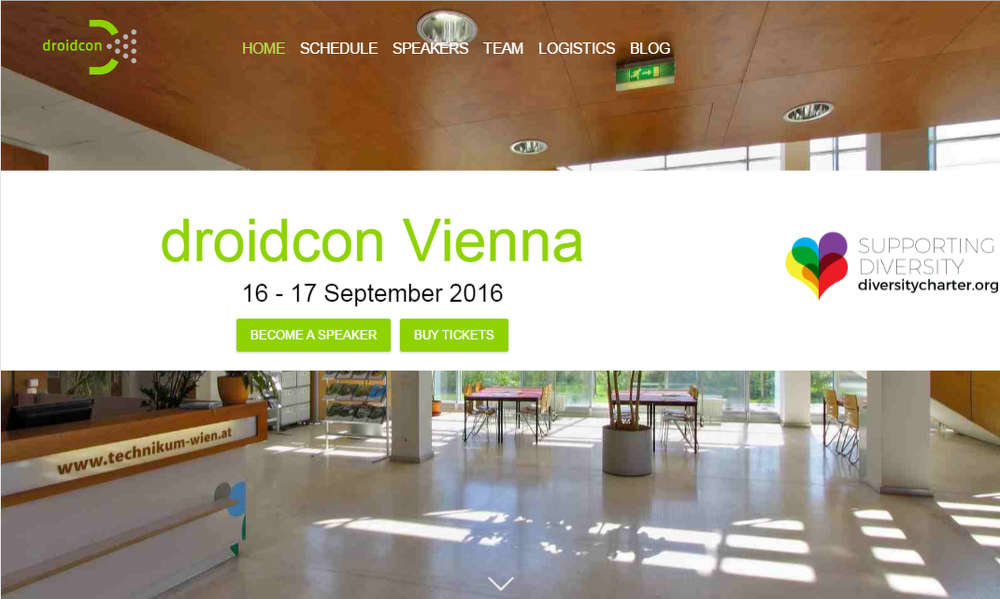 droidcon
HOME SCHEDULE SPEAKERS TEAM LOGISTICS BLOG
droidcon Vienna
16 - 17 September 2016
BECOME A SPEAKER BUY TICKETS
SUPPORTING
DIVERSITY
diversitycharter.org
www.technikum-wien.at